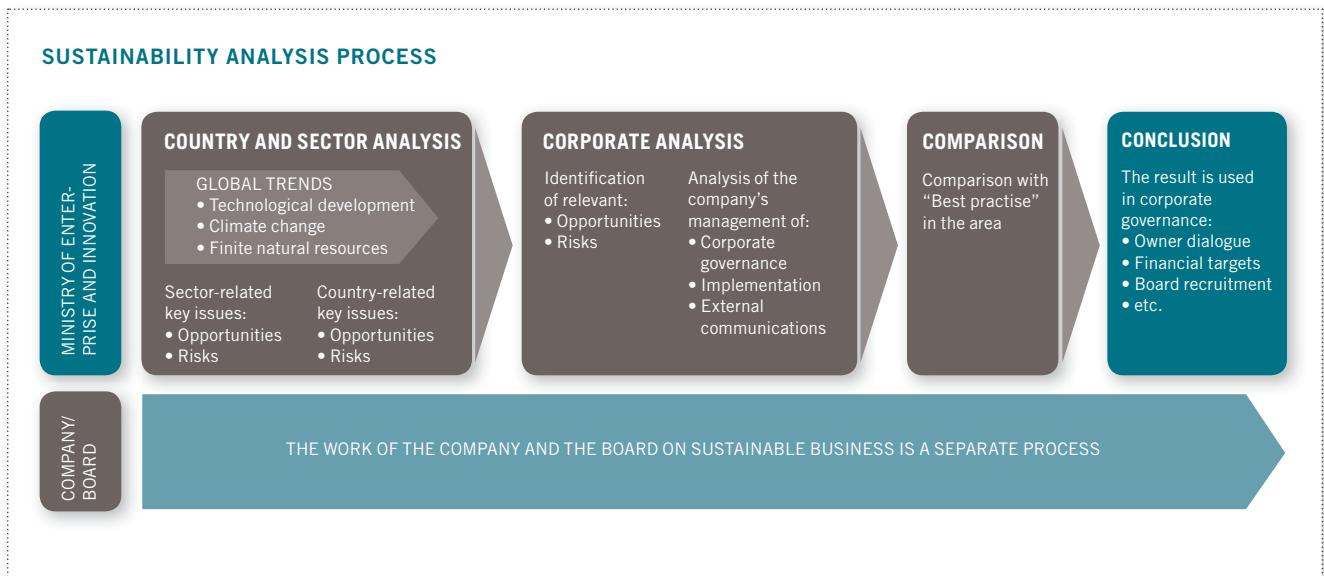 SUSTAINABILITY ANALYSIS PROCESS
MINISTRY OF ENTER-
PRISE AND INNOVATION
COUNTRY AND SECTOR ANALYSIS
GLOBAL TRENDS
• Technological development
• Climate change
• Finite natural resources
Sector-related
key issues:
• Opportunities
• Risks
Country-related
key issues:
• Opportunities
• Risks
CORPORATE ANALYSIS
Identification
of relevant:
• Opportunities
• Risks
Analysis of the
company's
management of:
• Corporate
governance
• Implementation
• External
communications
COMPARISON
Comparison with
“Best practise”
in the area
CONCLUSION
The result is used
in corporate
governance:
• Owner dialogue
• Financial targets
• Board recruitment
• etc.
COMPANY/
BOARD
THE WORK OF THE COMPANY AND THE BOARD ON SUSTAINABLE BUSINESS IS A SEPARATE PROCESS